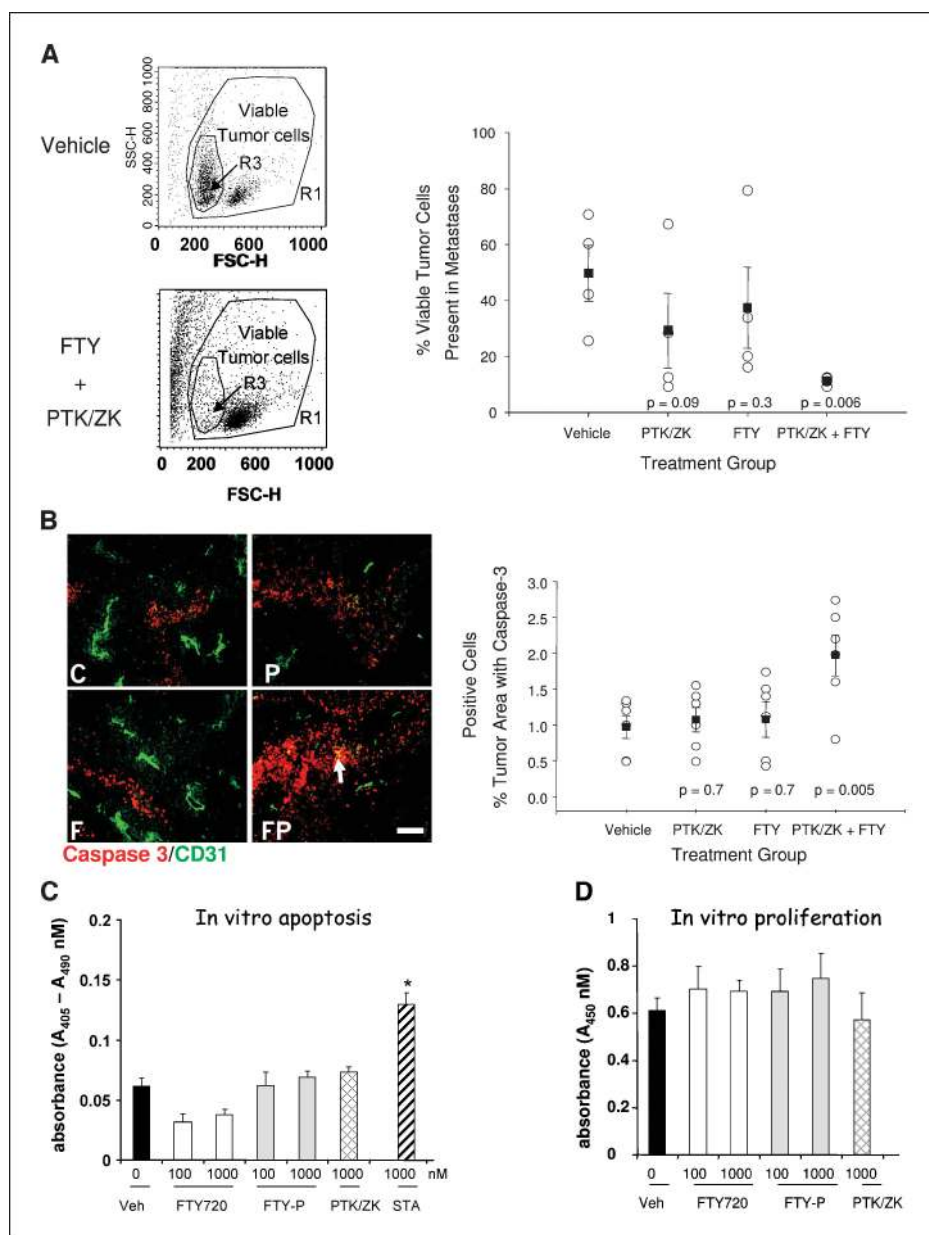 A
Vehicle
SSC-H
1000
800
600
400
200
0
Viable
Tumor cells
R3
R1
200 600 1000
FSC-H
FTY
+
PTK/ZK
Viable
Tumor cells
R3
R1
200 600 1000
FSC-H
% Viable Tumor Cells
Present in Metastases
100
80
60
40
20
0
p = 0.09 p = 0.3 p = 0.006
Vehicle PTK/ZK FTY PTK/ZK + FTY
Treatment Group
B
C P
F FP
Caspase 3/CD31
Positive Cells
% Tumor Area with Caspase-3
3.0
2.5
2.0
1.5
1.0
0.5
0.0
p = 0.7 p = 0.7 p = 0.005
Vehicle PTK/ZK FTY PTK/ZK + FTY
Treatment Group
C
In vitro apoptosis
absorbance (A405 – A490 nM)
0.2
0.15
0.1
0.05
0
*
0 100 1000 100 1000 1000 1000 nM
Veh FTY720 FTY-P PTK/ZK STA
D
In vitro proliferation
absorbance (A450 nM)
1
0.8
0.6
0.4
0.2
0
0 100 1000 100 1000 1000
Veh FTY720 FTY-P PTK/ZK